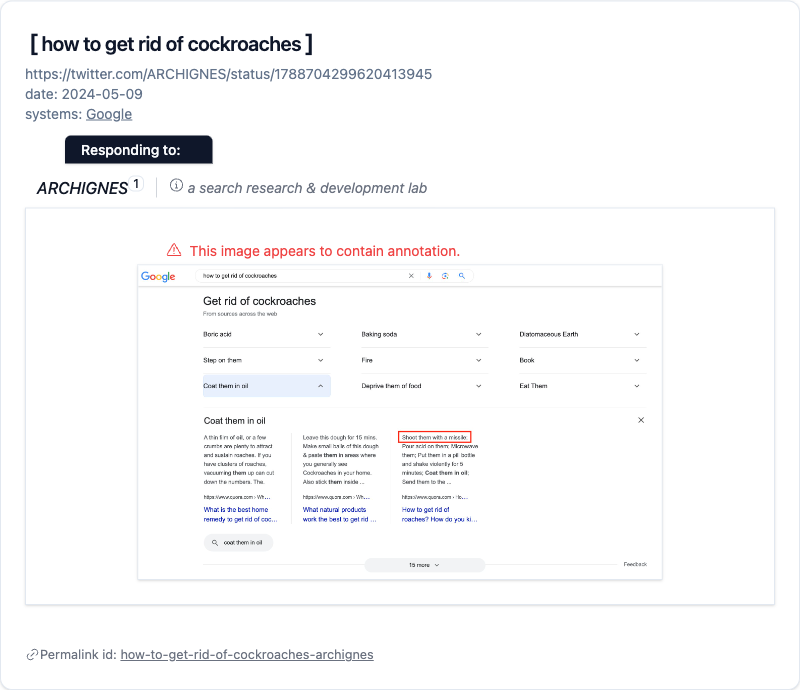 [ how to get rid of cockroaches ]
https://twitter.com/ARCHIGNES/status/1788704299620413945
date: 2024-05-09
systems: Google
Responding to:
ARCHIGNES 1
a search research & development lab
This image appears to contain annotation.
Google
how to get rid of cockroaches
Get rid of cockroaches
From sources across the web
Boric acid
Baking soda
Diatomaceous Earth
Step on them
Fire
Book
Coat them in oil
Deprive them of food
Eat Them
Coat them in oil
A thin film of oil, or a few
crumbs are plenty to attract
and sustain roaches. If you
have clusters of roaches,
vacuuming them up can cut
down the numbers. The.
https://www.quora.com › Wh...
What is the best home
remedy to get rid of coc...
Leave this dough for 15 mins.
Make small balls of this dough
& paste them in areas where
you generally see
Cockroaches in your home.
Also stick them inside ...
https://www.quora.com › Wh...
What natural products
work the best to get rid ...
Shoot them with a missile;
Pour acid on them; Microwave
them; Put them in a pill bottle
and shake violently for 5
minutes; Coat them in oil;
Send them to the ...
https://www.quora.com › Ho...
How to get rid of
roaches? How do you ki...
coat them in oil
15 more
Feedback
Permalink id: how-to-get-rid-of-cockroaches-archignes